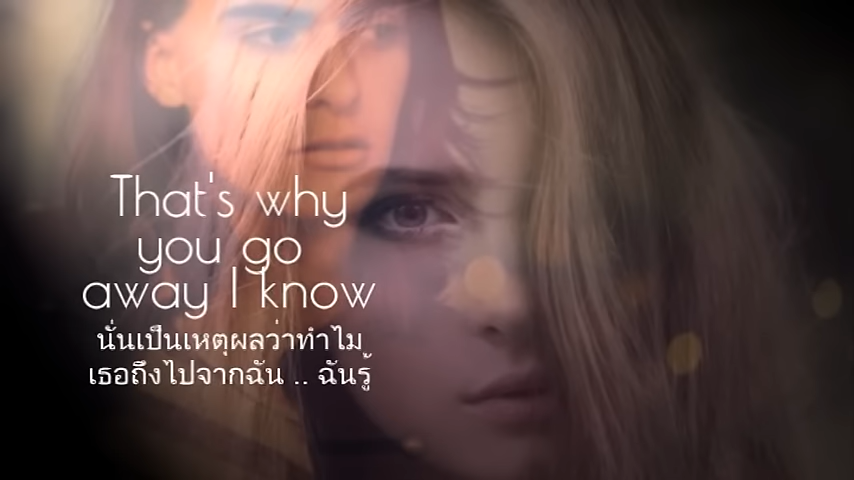 That's why
you go
away I know
นั่นเป็นเหตุผลว่าทำไม
เธอถึงไปจากฉัน .. ฉันรู้